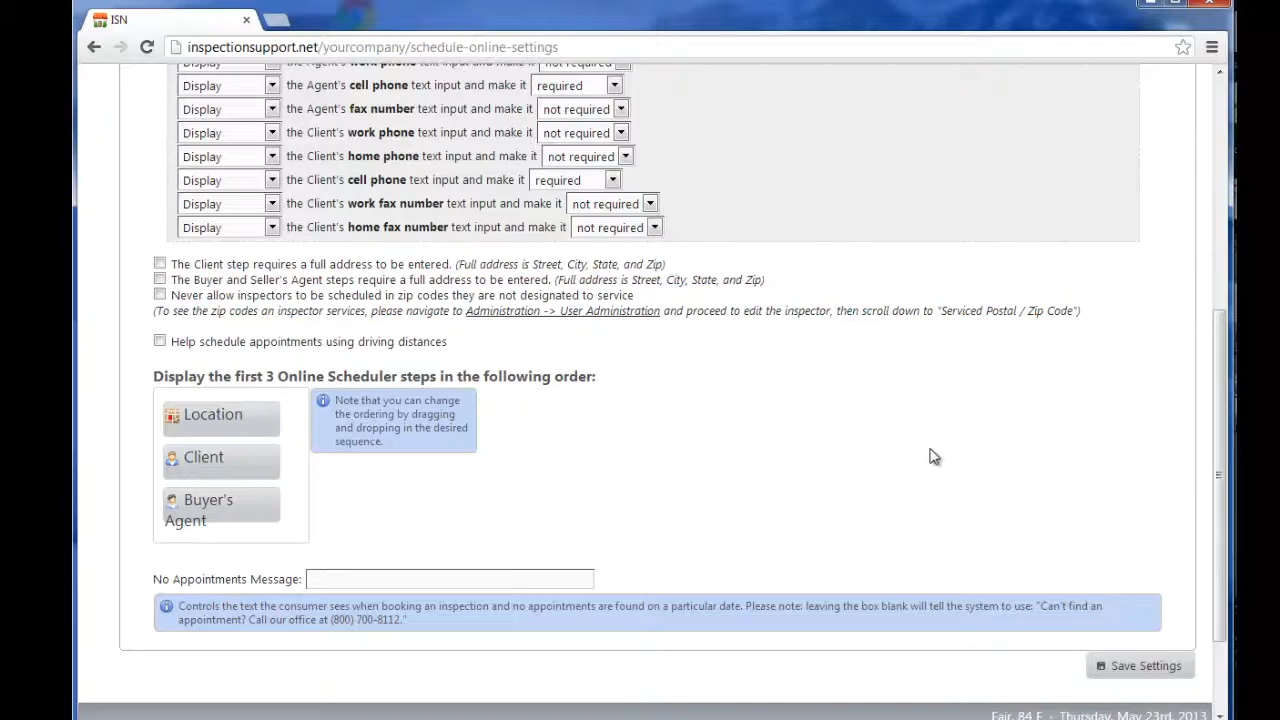 ISN
inspectionsupport.net/yourcompany/schedule-online-settings
Display the Agent's work phone text input and make it not required
Display the Agent's cell phone text input and make it required
Display the Agent's fax number text input and make it not required
Display the Client's work phone text input and make it not required
Display the Client's home phone text input and make it not required
Display the Client's cell phone text input and make it required
Display the Client's work fax number text input and make it not required
Display the Client's home fax number text input and make it not required
The Client step requires a full address to be entered. (Full address is Street, City, State, and Zip)
The Buyer and Seller's Agent steps require a full address to be entered. (Full address is Street, City, State, and Zip)
Never allow inspectors to be scheduled in zip codes they are not designated to service
(To see the zip codes an inspector services, please navigate to Administration -> User Administration and proceed to edit the inspector, then scroll down to "Serviced Postal / Zip Code")
Help schedule appointments using driving distances
Display the first 3 Online Scheduler steps in the following order:
Location
Client
Buyer's
Agent
Note that you can change
the ordering by dragging
and dropping in the desired
sequence.
No Appointments Message:
Controls the text the consumer sees when booking an inspection and no appointments are found on a particular date. Please note: leaving the box blank will tell the system to use: "Can't find an
appointment? Call our office at (800) 700-8112."
Save Settings
Fair, 84 F - Thursday, May 23rd, 2013